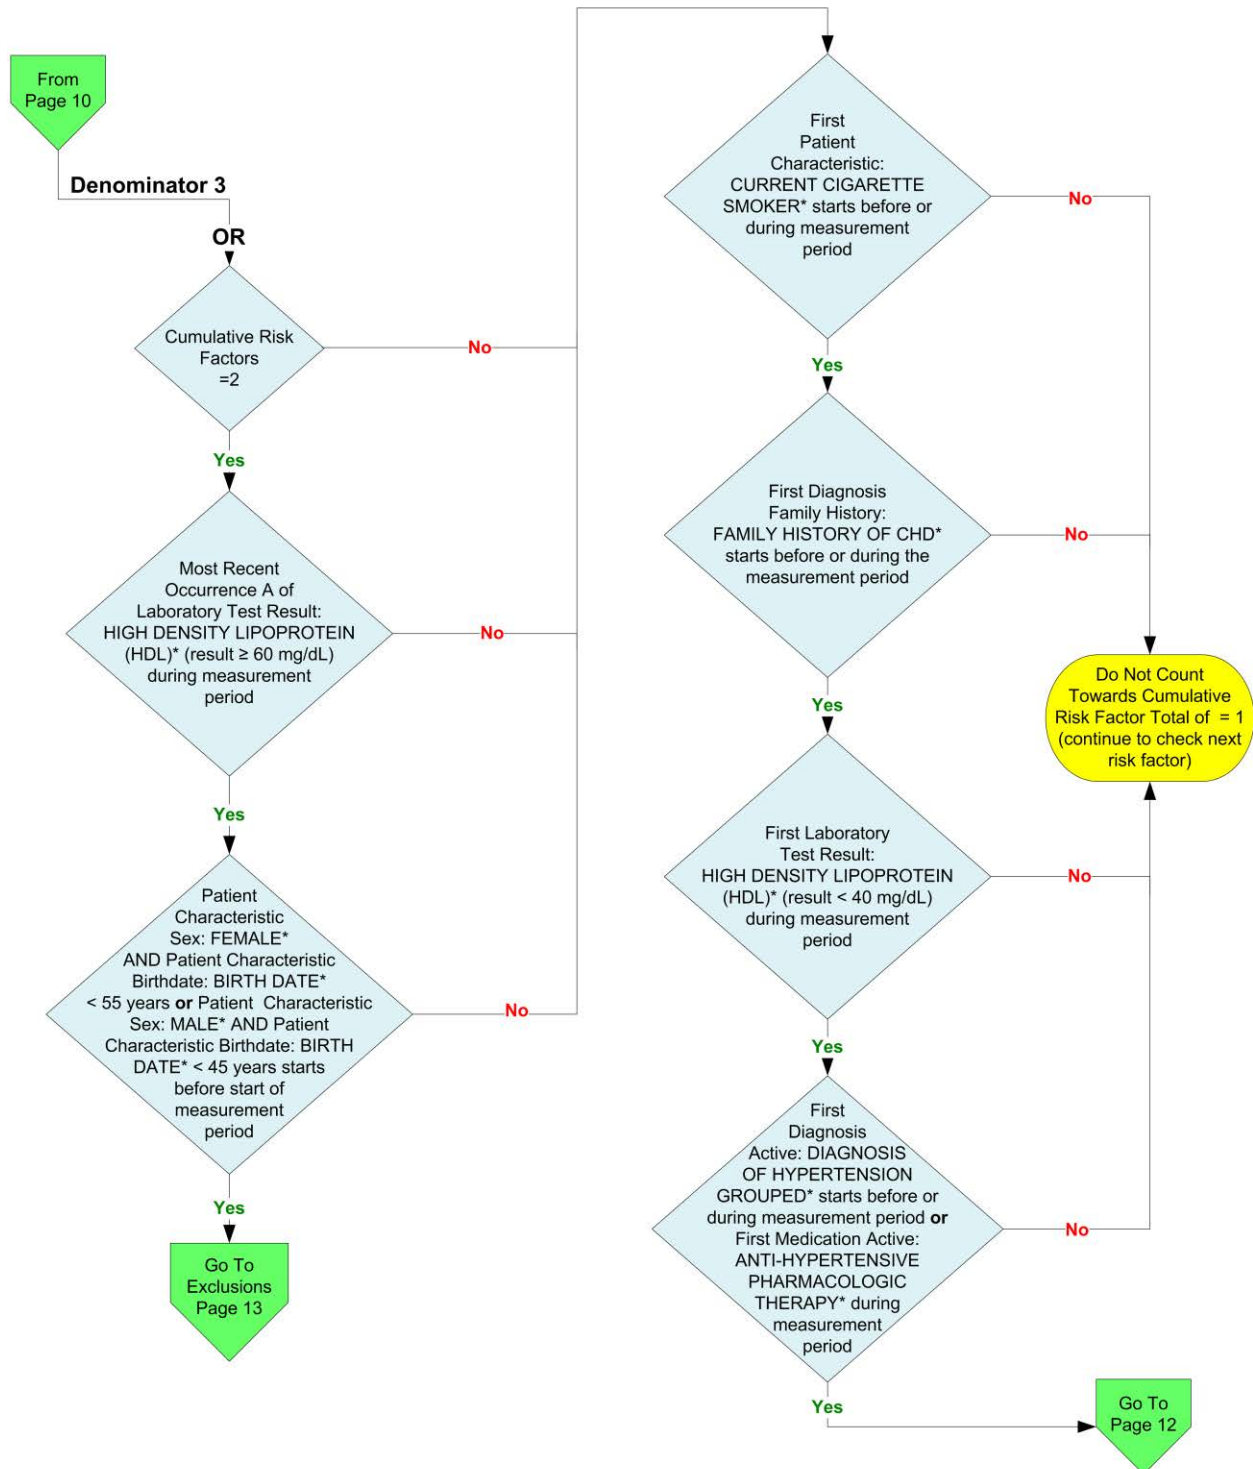 From
Page 10
Denominator 3
OR
Cumulative Risk
Factors
=2
No
Yes
Most Recent
Occurrence A of
Laboratory Test Result:
HIGH DENSITY LIPOPROTEIN
(HDL)* (result ≥ 60 mg/dL)
during measurement
period
No
Yes
Patient
Characteristic
Sex: FEMALE*
AND Patient Characteristic
Birthdate: BIRTH DATE*
< 55 years or Patient Characteristic
Sex: MALE* AND Patient
Characteristic Birthdate: BIRTH
DATE* < 45 years starts
before start of
measurement
period
No
Yes
Go To
Exclusions
Page 13
First
Patient
Characteristic:
CURRENT CIGARETTE
SMOKER* starts before or
during measurement
period
No
Yes
First Diagnosis
Family History:
FAMILY HISTORY OF CHD*
starts before or during the
measurement period
No
Yes
First Laboratory
Test Result:
HIGH DENSITY LIPOPROTEIN
(HDL)* (result < 40 mg/dL)
during measurement
period
No
Yes
First
Diagnosis
Active: DIAGNOSIS
OF HYPERTENSION
GROUPED* starts before or
during measurement period or
First Medication Active:
ANTI-HYPERTENSIVE
PHARMACOLOGIC
THERAPY* during
measurement
period
No
Yes
Do Not Count
Towards Cumulative
Risk Factor Total of = 1
(continue to check next
risk factor)
Go To
Page 12